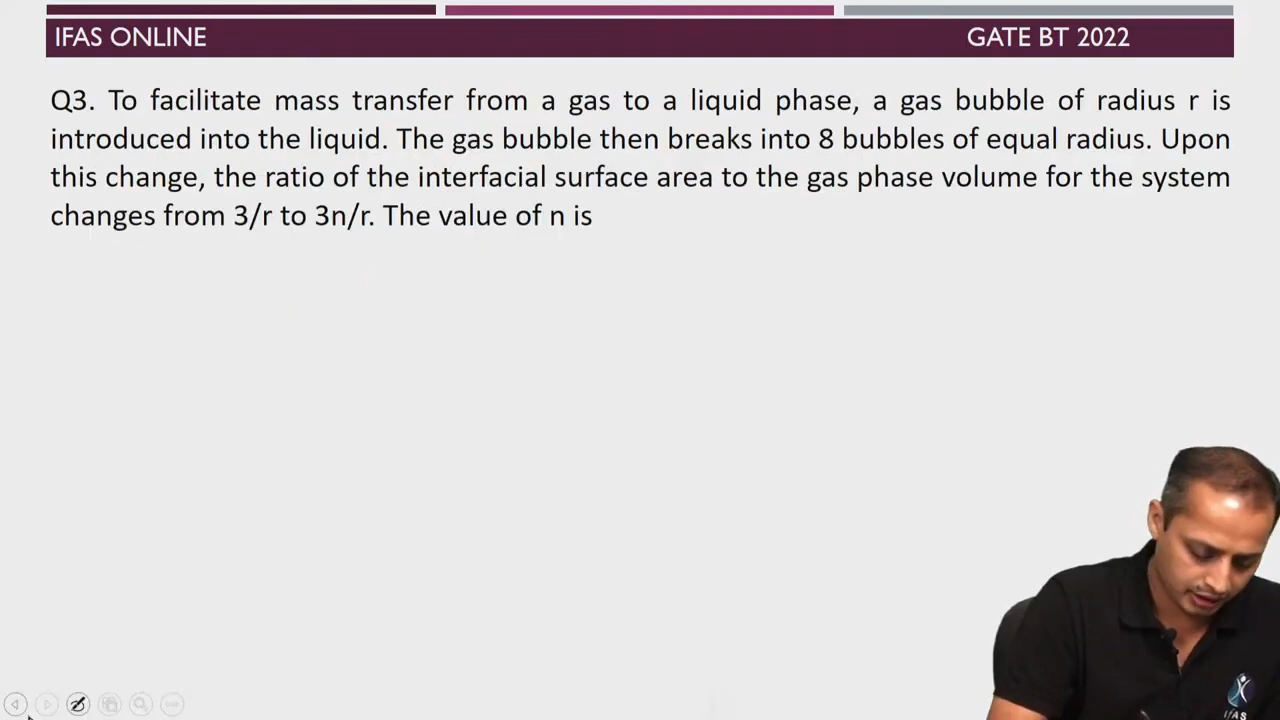 IFAS ONLINE
GATE BT 2022
Q3. To facilitate mass transfer from a gas to a liquid phase, a gas bubble of radius r is
introduced into the liquid. The gas bubble then breaks into 8 bubbles of equal radius. Upon
this change, the ratio of the interfacial surface area to the gas phase volume for the system
changes from 3/r to 3n/r. The value of n is
IFAS